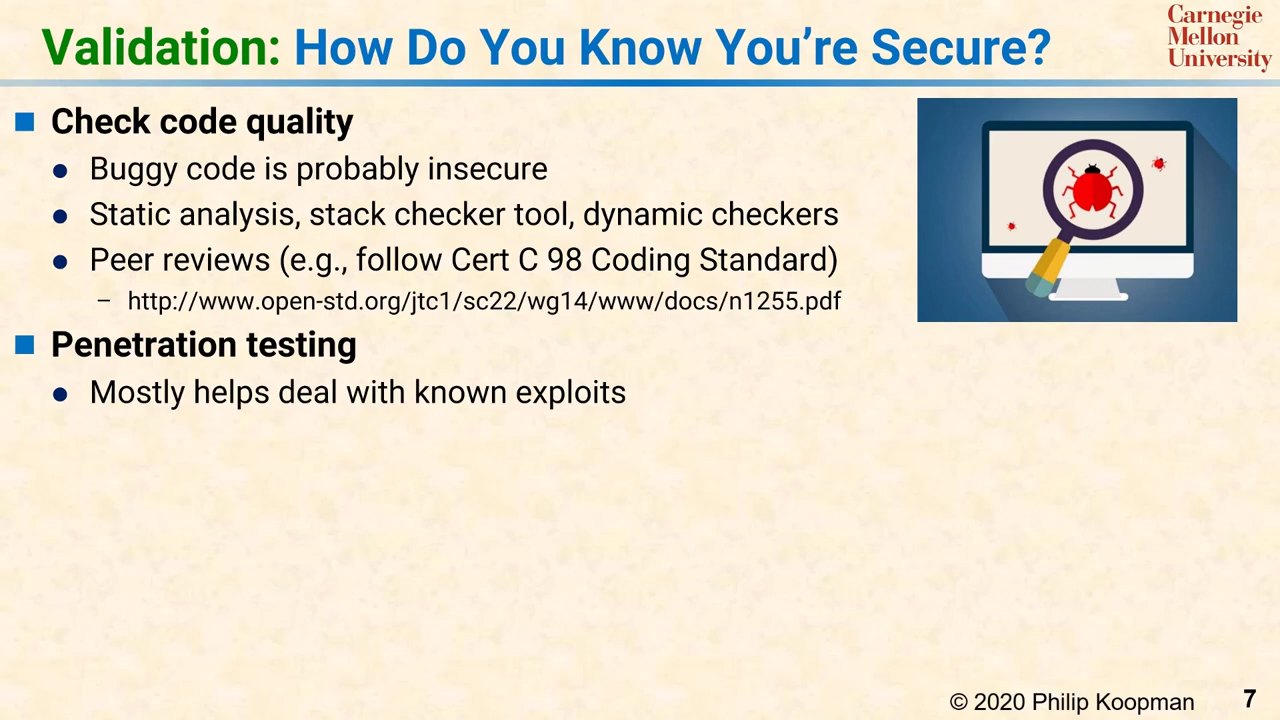 Validation: How Do You Know You’re Secure?
Carnegie
Mellon
University
Check code quality
Buggy code is probably insecure
Static analysis, stack checker tool, dynamic checkers
Peer reviews (e.g., follow Cert C 98 Coding Standard)
– http://www.open-std.org/jtc1/sc22/wg14/www/docs/n1255.pdf
Penetration testing
Mostly helps deal with known exploits
© 2020 Philip Koopman 7